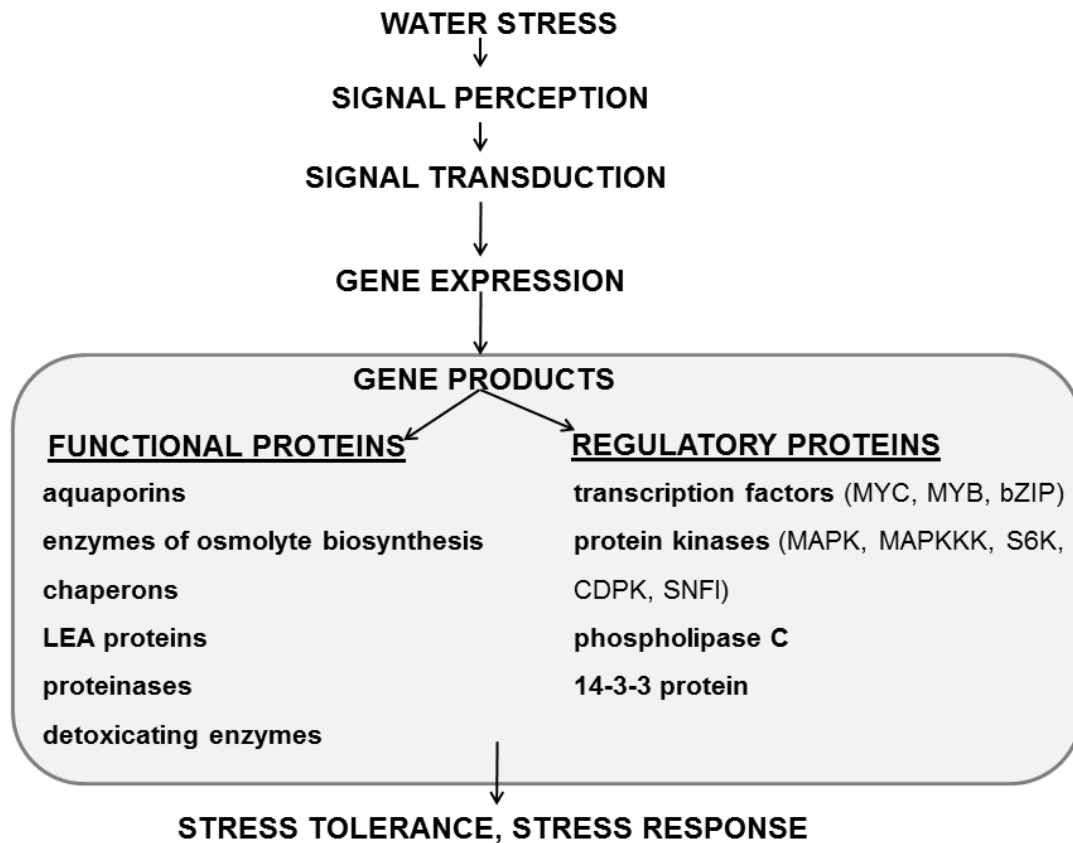 WATER STRESS
SIGNAL PERCEPTION
SIGNAL TRANSDUCTION
GENE EXPRESSION
GENE PRODUCTS
FUNCTIONAL PROTEINS
aquaporins
enzymes of osmolyte biosynthesis
chaperons
LEA proteins
proteinases
detoxicating enzymes
REGULATORY PROTEINS
transcription factors (MYC, MYB, bZIP)
protein kinases (MAPK, MAPKKK, S6K,
CDPK, SNFI)
phospholipase C
14-3-3 protein
STRESS TOLERANCE, STRESS RESPONSE